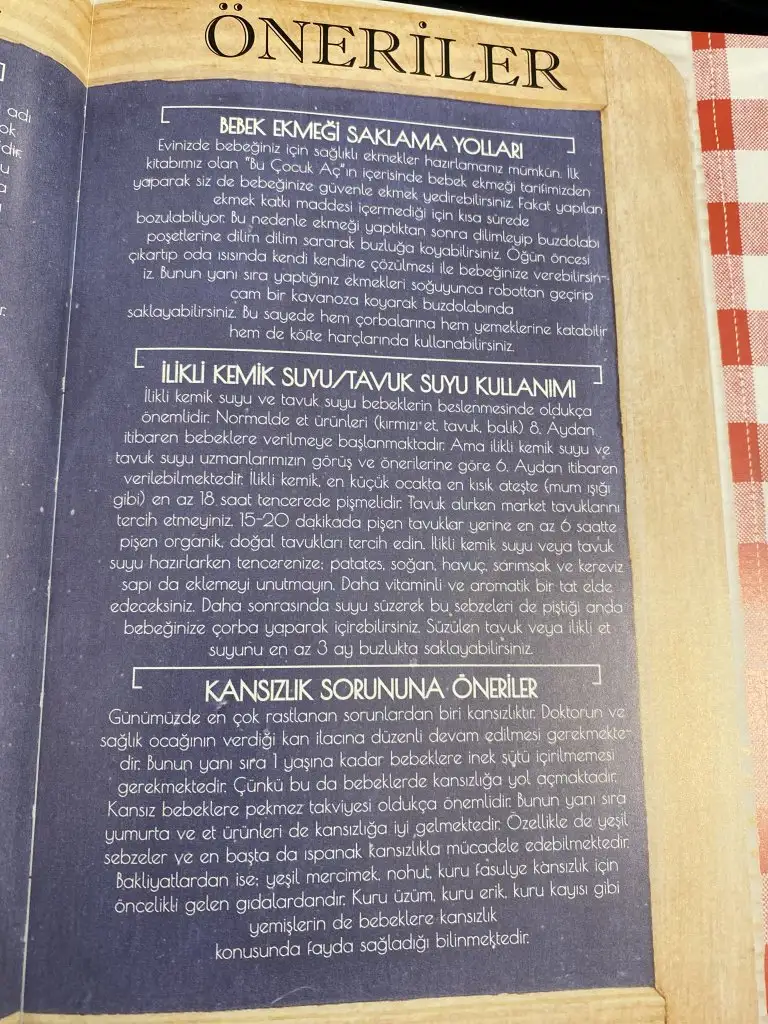 ÖNERİLER
BEBEK EKMEĞİ SAKLAMA YOLLARI
Evinizde bebeğiniz için sağlıklı ekmekler hazırlamanız mümkün. İlk
kitabımız olan "Bu Çocuk Aç"ın içerisinde bebek ekmeği tarifimizden
yaparak siz de bebeğinize güvenle ekmek yedirebilirsiniz. Fakat yapılan
ekmek katkı maddesi içermediği için kısa sürede
bozulabiliyor. Bu nedenle ekmeği yaptıktan sonra dilimleyip buzdolabı
poşetlerine dilim dilim sararak buzluğa koyabilirsiniz. Öğün öncesi
çıkartıp oda ısısında kendi kendine çözülmesi ile bebeğinize verebilirsin-
iz. Bunun yanı sıra yaptığınız ekmekleri soğuyunca robottan geçirip
cam bir kavanoza koyarak buzdolabında
saklayabilirsiniz. Bu sayede hem çorbalarına hem yemeklerine katabilir
hem de köfte harçlarında kullanabilirsiniz.
İLİKLİ KEMİK SUYU/TAVUK SUYU KULLANIMI
İlikli kemik suyu ve tavuk suyu bebeklerin beslenmesinde oldukça
önemlidir. Normalde et ürünleri (kırmızı et, tavuk, balık) 8. Aydan
itibaren bebeklere verilmeye başlanmaktadır. Ama ilikli kemik suyu ve
tavuk suyu uzmanlarımızın görüş ve önerilerine göre 6. Aydan itibaren
verilebilmektedir. İlikli kemik, en küçük ocakta en kısık ateşte (mum ışığı
gibi) en az 18 saat tencerede pişmelidir. Tavuk alırken market tavuklarını
tercih etmeyiniz. 15-20 dakikada pişen tavuklar yerine en az 6 saatte
pişen organik, doğal tavukları tercih edin. İlikli kemik suyu veya tavuk
suyu hazırlarken tencerenize; patates, soğan, havuç, sarımsak ve kereviz
sapı da eklemeyi unutmayın. Daha vitaminli ve aromatik bir tat elde
edeceksiniz. Daha sonrasında suyu süzerek bu sebzeleri de piştiği anda
bebeğinize çorba yaparak içirebilirsiniz. Süzülen tavuk veya ilikli et
suyunu en az 3 ay buzlukta saklayabilirsiniz.
KANSIZLIK SORUNUNA ÖNERİLER
Günümüzde en çok rastlanan sorunlardan biri kansızlıktır. Doktorun ve
sağlık ocağının verdiği kan ilacına düzenli devam edilmesi gerekmekte-
dir. Bunun yanı sıra 1 yaşına kadar bebeklere inek sütü içirilmemesi
gerekmektedir. Çünkü bu da bebeklerde kansızlığa yol açmaktadır.
Kansız bebeklere pekmez takviyesi oldukça önemlidir. Bunun yanı sıra
yumurta ve et ürünleri de kansızlığa iyi gelmektedir. Özellikle de yeşil
sebzeler ve en başta da ıspanak kansızlıkla mücadele edebilmektedir.
Bakliyatlardan ise; yeşil mercimek, nohut, kuru fasulye kansızlık için
öncelikli gelen gıdalardandır. Kuru üzüm, kuru erik, kuru kayısı gibi
yemişlerin de bebeklere kansızlık
konusunda fayda sağladığı bilinmektedir.